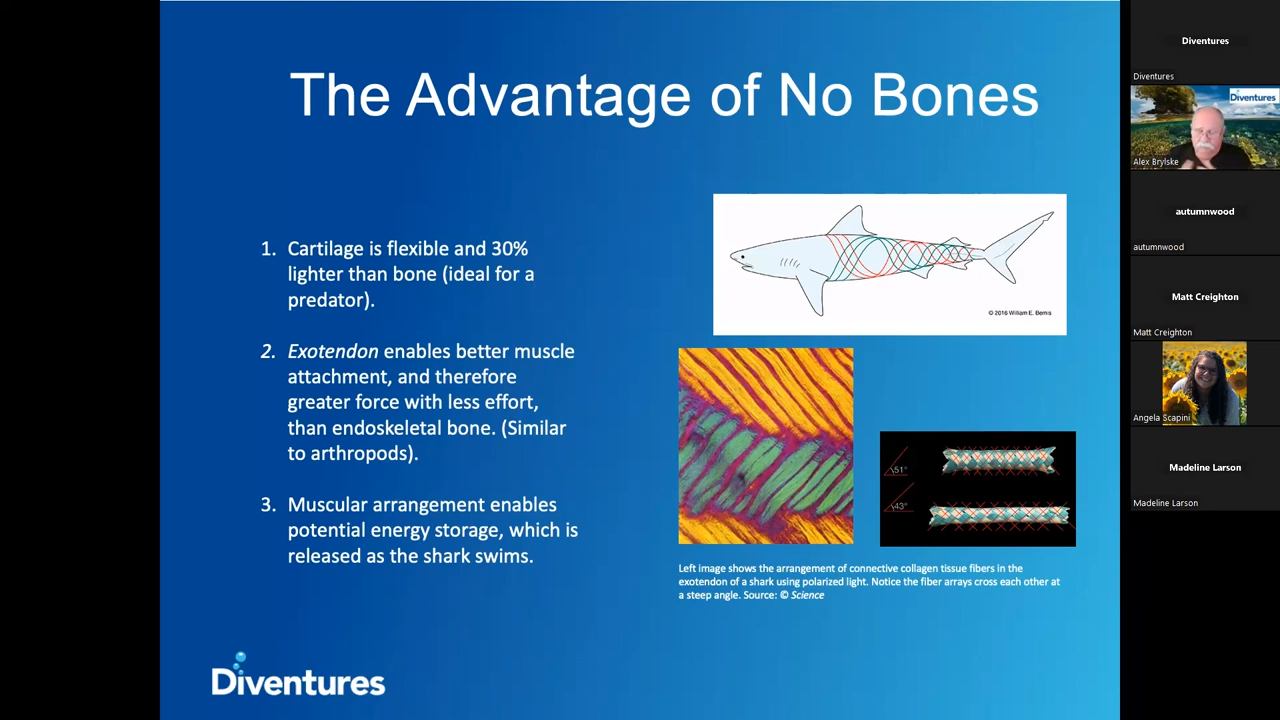 The Advantage of No Bones
1. Cartilage is flexible and 30%
lighter than bone (ideal for a
predator).
2. Exotendon enables better muscle
attachment, and therefore
greater force with less effort,
than endoskeletal bone. (Similar
to arthropods).
3. Muscular arrangement enables
potential energy storage, which is
released as the shark swims.
© 2016 William E. Bemis
51°
43°
Left image shows the arrangement of connective collagen tissue fibers in the
exotendon of a shark using polarized light. Notice the fiber arrays cross each other at
a steep angle. Source: © Science
Diventures
Diventures
Diventures
Diventures
Alex Brylske
autumnwood
autumnwood
Matt Creighton
Matt Creighton
Angela Scapini
Madeline Larson
Madeline Larson